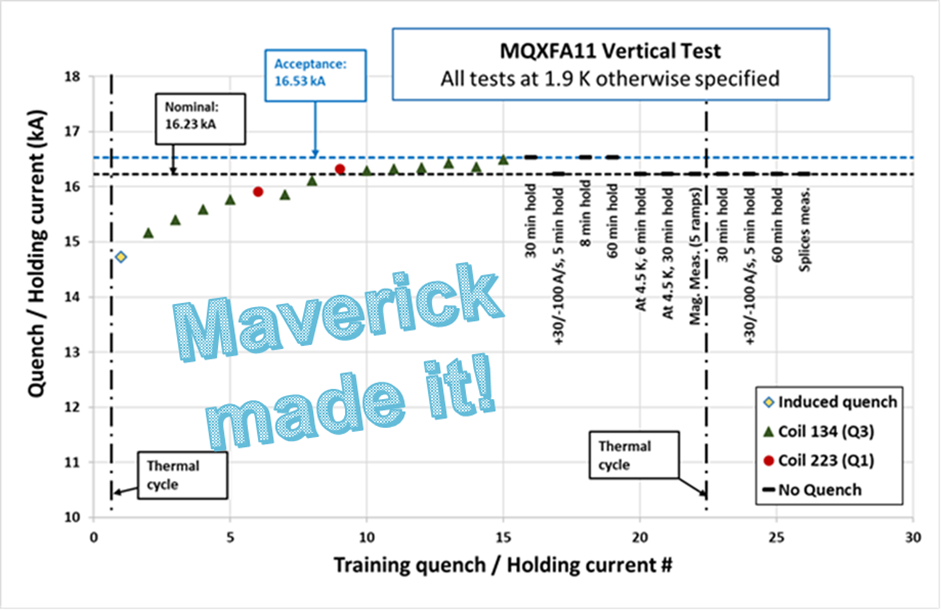 MQXFA11 Vertical Test
All tests at 1.9 K otherwise specified
Acceptance:
16.53 kA
Nominal:
16.23 kA
Quench / Holding current (kA)
18
17
16
15
14
13
12
11
10
30 min hold
+30/-100 A/s, 5 min hold
8 min hold
60 min hold
At 4.5 K, 6 min hold
At 4.5 K, 30 min hold
Mag. Meas. (5 ramps)
30 min hold
+30/-100 A/s, 5 min hold
60 min hold
Splices meas.
Maverick
made it!
Thermal
cycle
Thermal
cycle
Induced quench
Coil 134 (Q3)
Coil 223 (Q1)
No Quench
0 5 10 15 20 25 30
Training quench / Holding current #